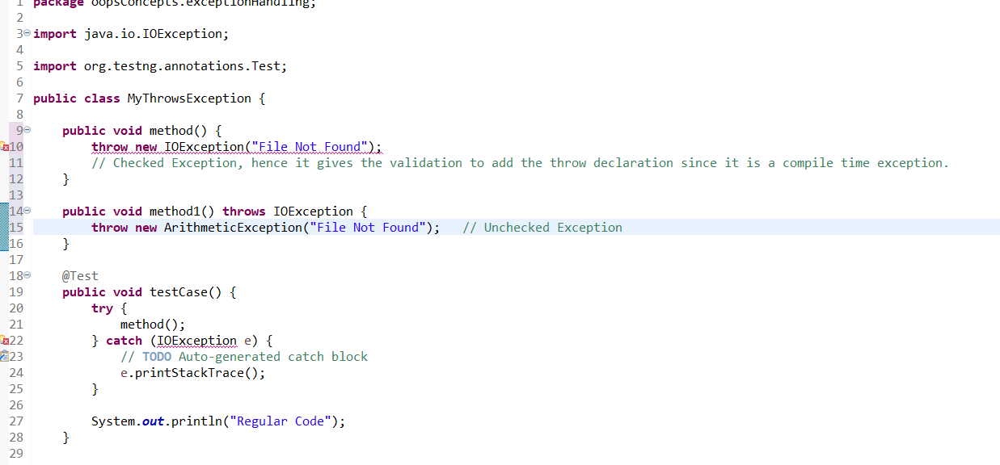 1 package oopsConcepts.exceptionHandling;
2
3 import java.io.IOException;
4
5 import org.testng.annotations.Test;
6
7 public class MyThrowsException {
8
9 public void method() {
10 throw new IOException("File Not Found");
11 // Checked Exception, hence it gives the validation to add the throw declaration since it is a compile time exception.
12 }
13
14 public void method1() throws IOException {
15 throw new ArithmeticException("File Not Found"); // Unchecked Exception
16 }
17
18 @Test
19 public void testCase() {
20 try {
21 method();
22 } catch (IOException e) {
23 // TODO Auto-generated catch block
24 e.printStackTrace();
25 }
26
27 System.out.println("Regular Code");
28 }
29